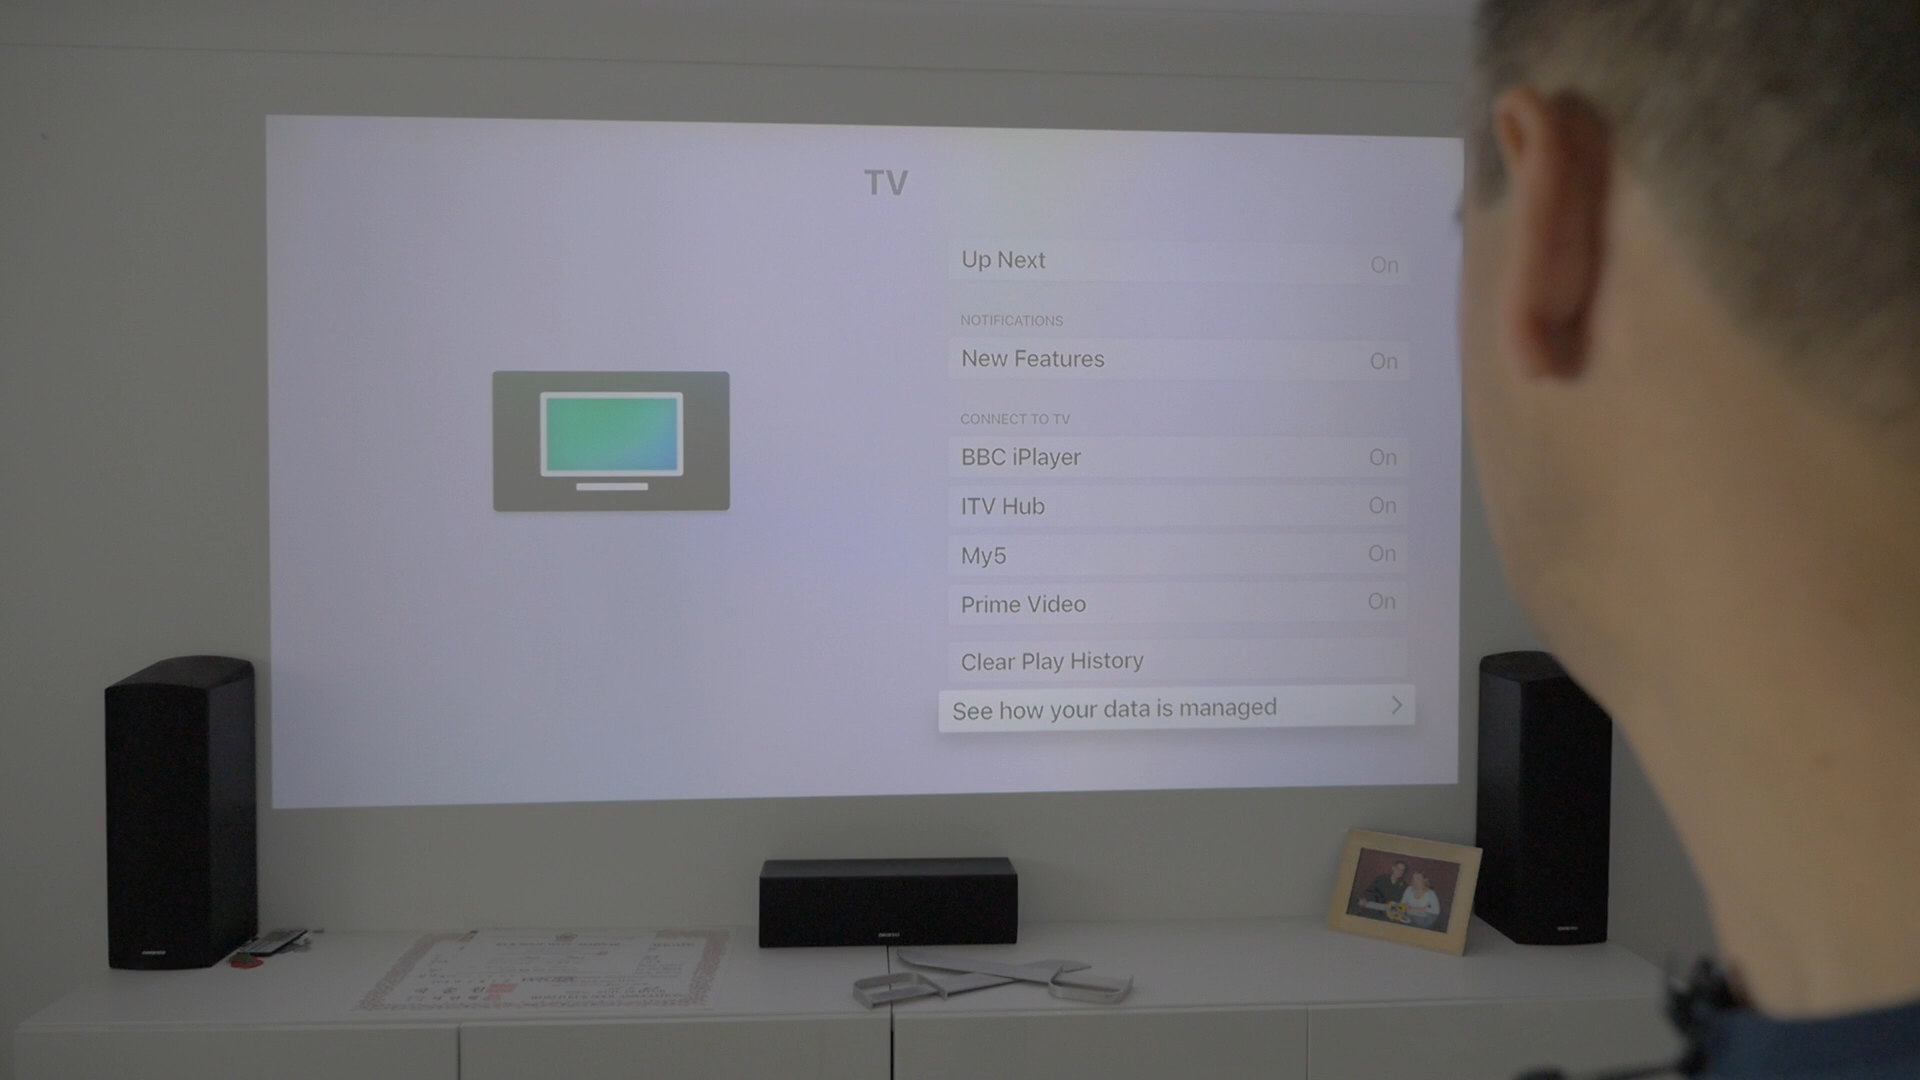 TV
Up Next On
NOTIFICATIONS
New Features On
CONNECT TO TV
BBC iPlayer On
ITV Hub On
My5 On
Prime Video On
Clear Play History
See how your data is managed
ONKYO